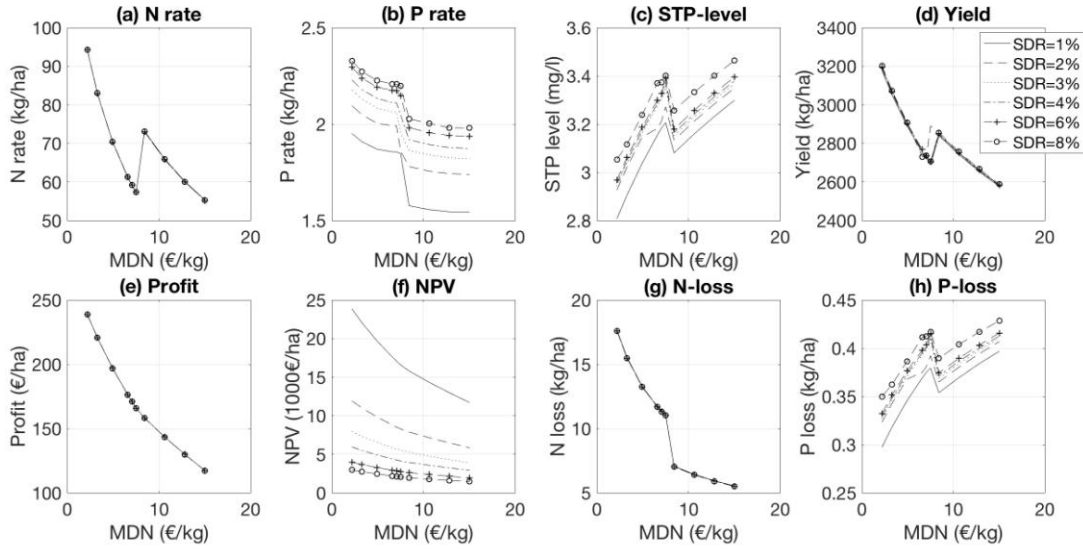 (a) N rate
(b) P rate
(c) STP-level
(d) Yield
N rate (kg/ha)
100
90
80
70
60
50
0
10
20
MDN (€/kg)
P rate (kg/ha)
2.5
2
1.5
0
10
20
MDN (€/kg)
STP level (mg/l)
3.6
3.4
3.2
3
2.8
0
10
20
MDN (€/kg)
Yield (kg/ha)
3400
3200
3000
2800
2600
2400
0
10
20
MDN (€/kg)
SDR=1%
SDR=2%
SDR=3%
SDR=4%
SDR=6%
SDR=8%
(e) Profit
(f) NPV
(g) N-loss
(h) P-loss
Profit (€/ha)
250
200
150
100
0
10
20
MDN (€/kg)
NPV (1000€/ha)
25
20
15
10
5
0
0
10
20
MDN (€/kg)
N loss (kg/ha)
20
15
10
5
0
10
20
MDN (€/kg)
P loss (kg/ha)
0.45
0.4
0.35
0.3
0.25
0
10
20
MDN (€/kg)